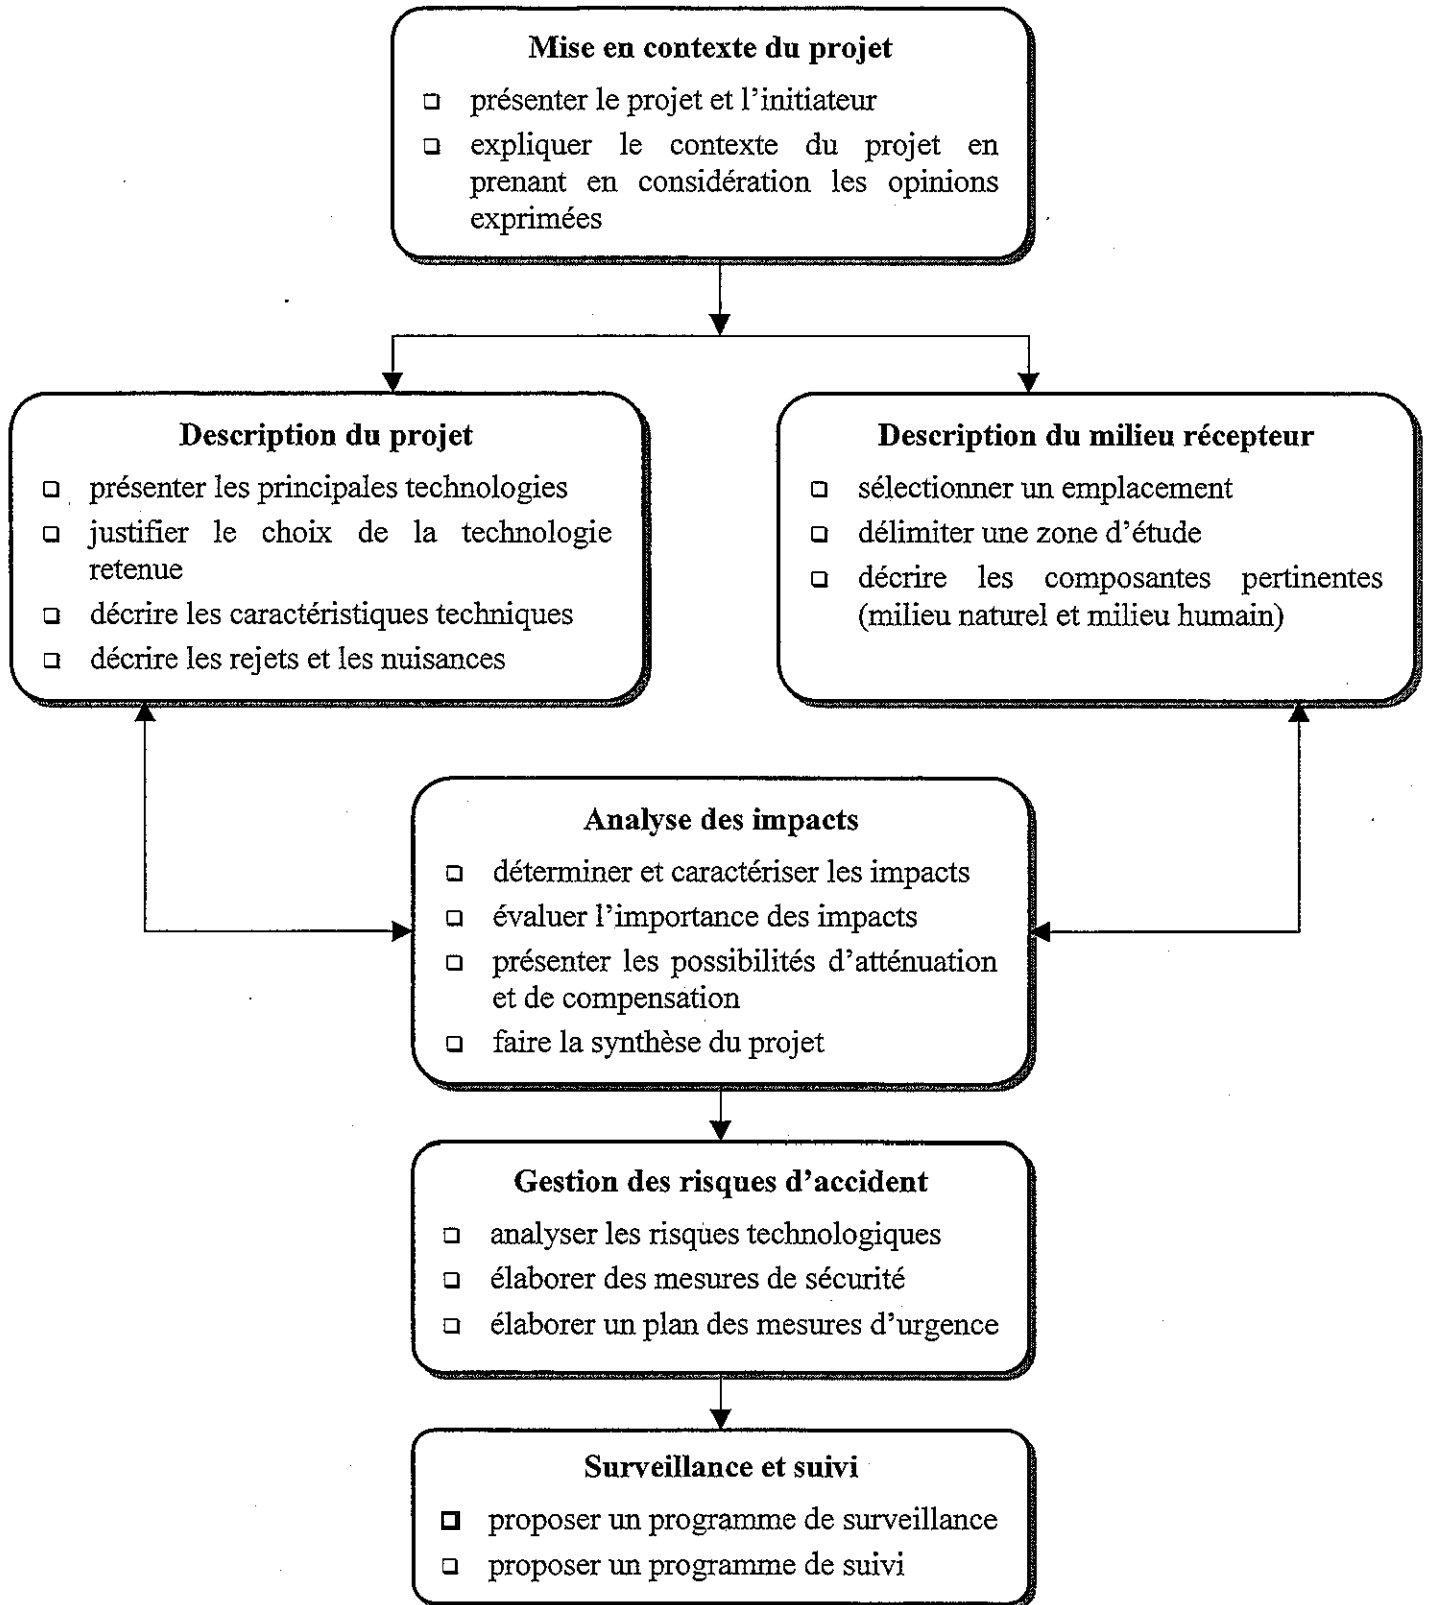 Mise en contexte du projet
❑ présenter le projet et l'initiateur
❑ expliquer le contexte du projet en
prenant en considération les opinions
exprimées
Description du projet
❑ présenter les principales technologies
❑ justifier le choix de la technologie
retenue
❑ décrire les caractéristiques techniques
❑ décrire les rejets et les nuisances
Description du milieu récepteur
❑ sélectionner un emplacement
❑ délimiter une zone d'étude
❑ décrire les composantes pertinentes
(milieu naturel et milieu humain)
Analyse des impacts
❑ déterminer et caractériser les impacts
❑ évaluer l'importance des impacts
❑ présenter les possibilités d'atténuation
et de compensation
❑ faire la synthèse du projet
Gestion des risques d'accident
❑ analyser les risques technologiques
❑ élaborer des mesures de sécurité
❑ élaborer un plan des mesures d'urgence
Surveillance et suivi
❑ proposer un programme de surveillance
❑ proposer un programme de suivi